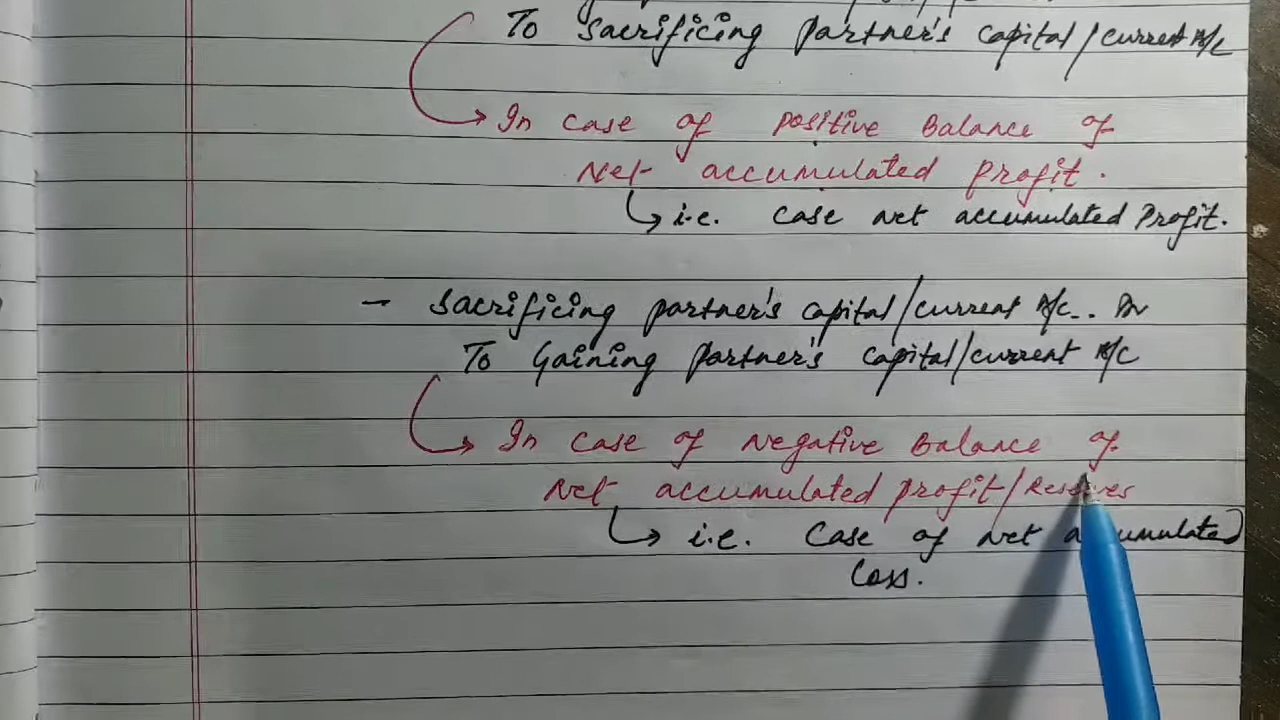 To Sacrificing Partner's Capital/current A/c
In case of positive Balance of
Net accumulated Profit.
i.e. case net accumulated Profit.
- Sacrificing partner's capital/current A/c.. Dr
To Gaining Partner's capital/current A/c
In case of Negative Balance of
Net accumulated profit/Reserves
i.e. Case of Net accumulated
Loss.